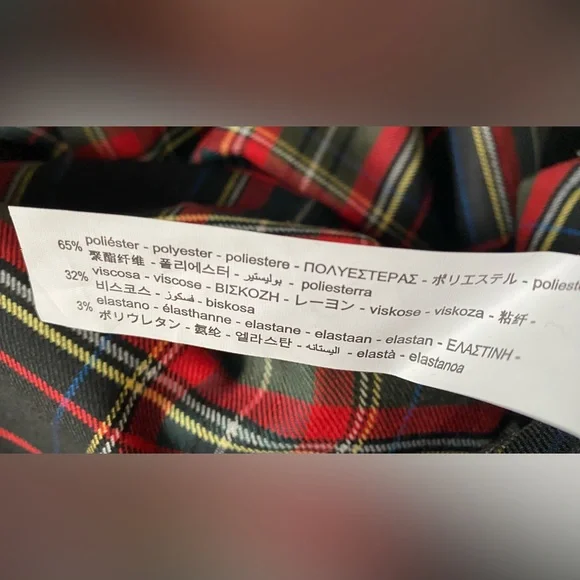 65% poliéster - polyester - poliestere - ΠΟΛΥΕΣΤΕΡΑΣ - ポリエステル - poliest
聚酯纤维 - 폴리에스터 - بوليستير - poliesterra
32% viscosa - viscose - ΒΙΣΚΟΖΗ - レーヨン - viskose - viskoza - 粘纤 -
비스코스 - فسكوز - biskosa
3% elastano - élasthanne - elastane - elastaan - elastan - ΕΛΑΣΤΙΝΗ -
ポリウレタン - 氨纶 - 엘라스탄 - اليستانه - elastà - elastanoa